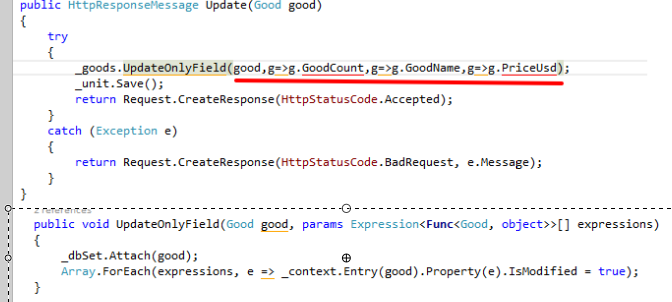 public HttpResponseMessage Update(Good good)
{
try
{
_goods.UpdateOnlyField(good,g=>g.GoodCount,g=>g.GoodName,g=>g.PriceUsd);
_unit.Save();
return Request.CreateResponse(HttpStatusCode.Accepted);
}
catch (Exception e)
{
return Request.CreateResponse(HttpStatusCode.BadRequest, e.Message);
}
}
2 references
public void UpdateOnlyField(Good good, params Expression<Func<Good, object>>[] expressions)
{
_dbSet.Attach(good);
Array.ForEach(expressions, e => _context.Entry(good).Property(e).IsModified = true);
}